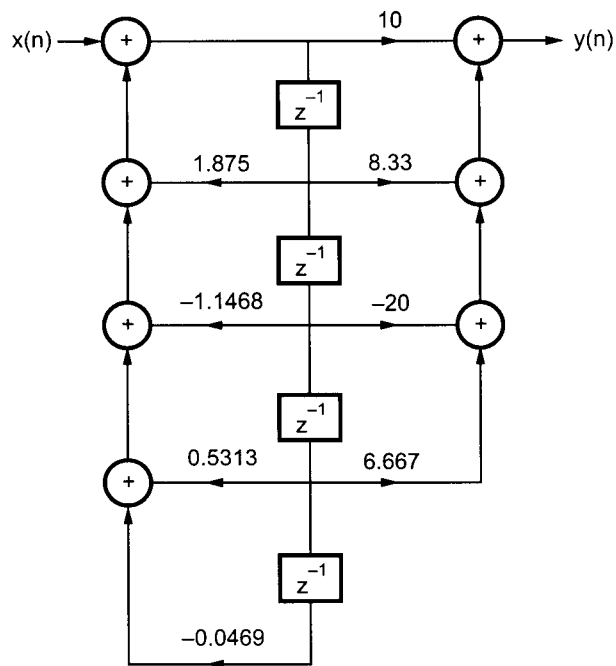 10
x(n) + + y(n)
z⁻¹
1.875 8.33
+ +
z⁻¹
–1.1468 –20
+ +
z⁻¹
0.5313 6.667
+
z⁻¹
–0.0469